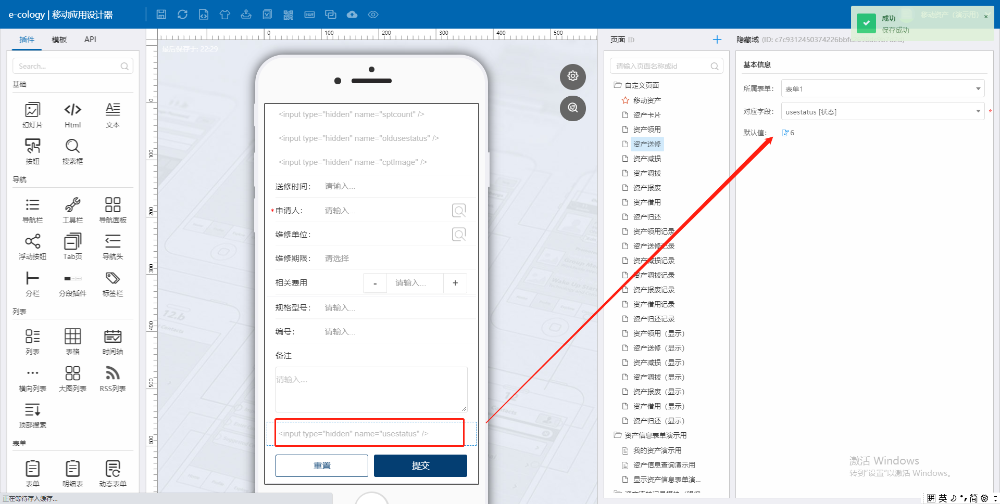 e-cology | 移动应用设计器
移动资产（演示用）
成功
保存成功
×
插件
模板
API
Search...
基础
幻灯片
Html
文本
按钮
搜索框
导航
导航栏
工具栏
导航面板
浮动按钮
Tab页
导航头
分栏
分段插件
标签栏
列表
列表
表格
时间轴
横向列表
大图列表
RSS列表
顶部搜索
表单
表单
明细表
动态表单
正在等待存入缓存...
0
100
200
300
400
500
0
100
200
300
400
500
600
最后保存于: 22:29
<input type="hidden" name="sptcount" />
<input type="hidden" name="oldusestatus" />
<input type="hidden" name="cptImage" />
送修时间：
请输入...
*申请人：
请输入...
维修单位：
维修期限：
请选择
相关费用
-
请输入...
+
规格型号：
请输入...
编号：
请输入...
备注
请输入...
<input type="hidden" name="usestatus" />
重置
提交
页面 ID
请输入页面名称或id
自定义页面
移动资产
资产卡片
资产领用
资产送修
资产减损
资产调拨
资产报废
资产借用
资产归还
资产领用记录
资产送修记录
资产减损记录
资产调拨记录
资产报废记录
资产借用记录
资产归还记录
资产领用（显示）
资产送修（显示）
资产减损（显示）
资产调拨（显示）
资产报废（显示）
资产借用（显示）
资产归还（显示）
资产信息表单演示用
我的资产演示用
资产信息查询演示用
显示资产信息表单演...
隐藏域
基本信息
所属表单：
表单1
对应字段：
usestatus [状态]
*
默认值：
6
激活 Windows
转到"设置"以激活 Windows。
拼 英 简